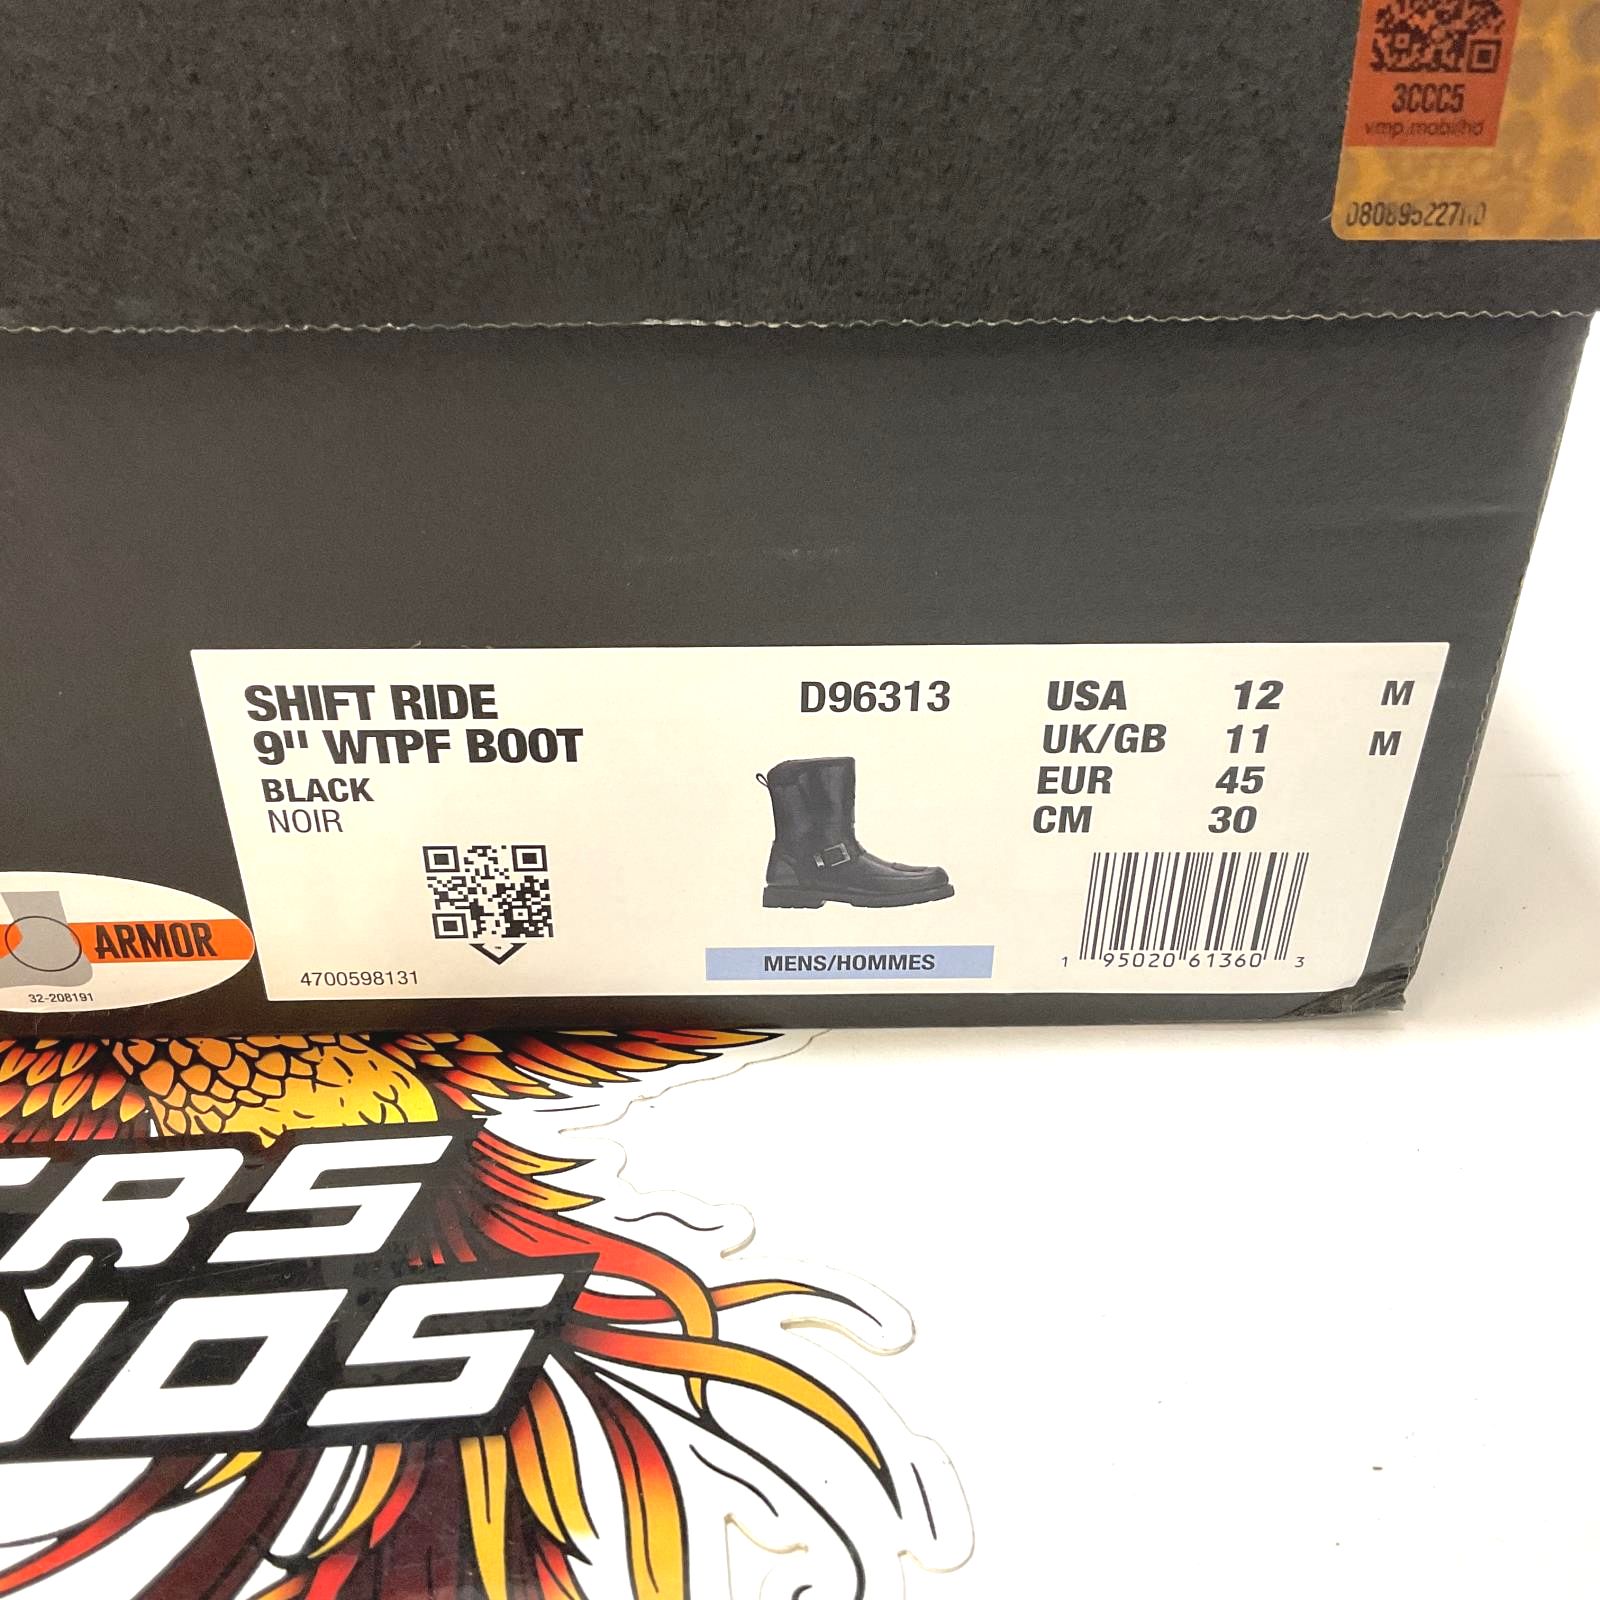 3CCC5
vmp.mobi/hd
SHIFT RIDE
9" WTPF BOOT
BLACK
NOIR
4700598131
D96313
MENS/HOMMES
USA 12 M
UK/GB 11 M
EUR 45
CM 30
1 95020 61360 3
ARMOR
32-208191